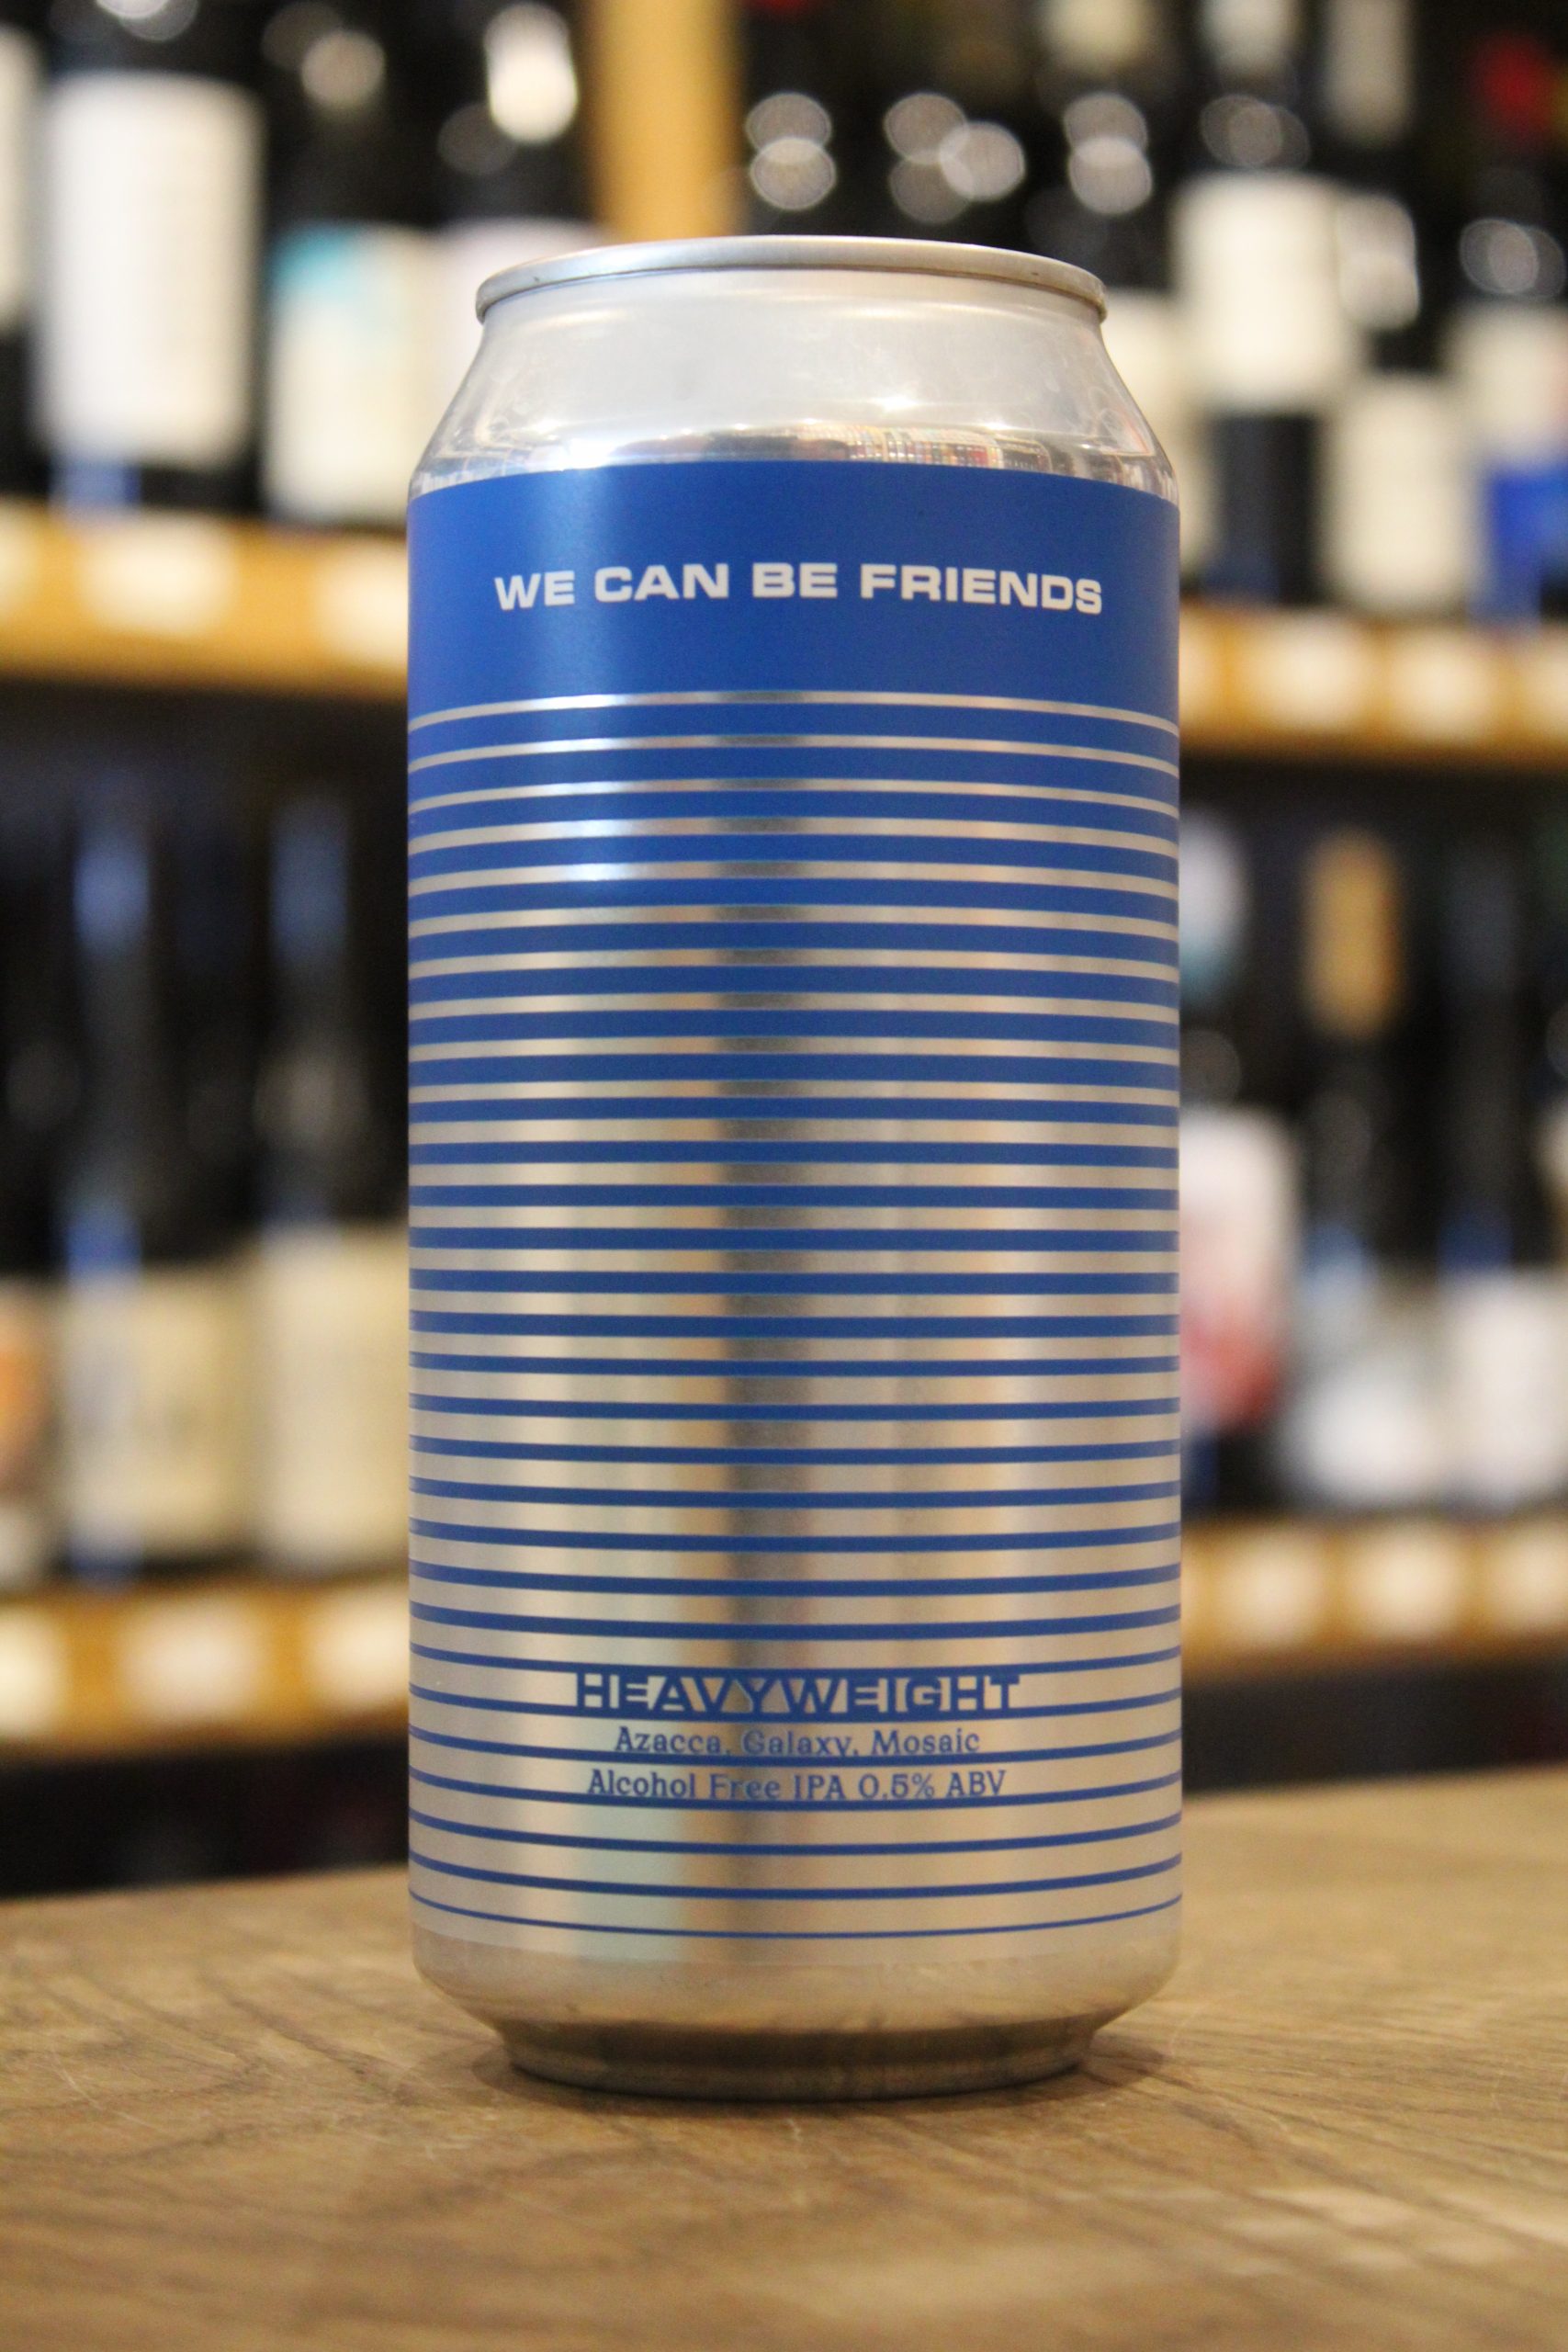 WE CAN BE FRIENDS
HEAVYWEIGHT
Azacca, Galaxy, Mosaic
Alcohol Free IPA 0.5% ABV